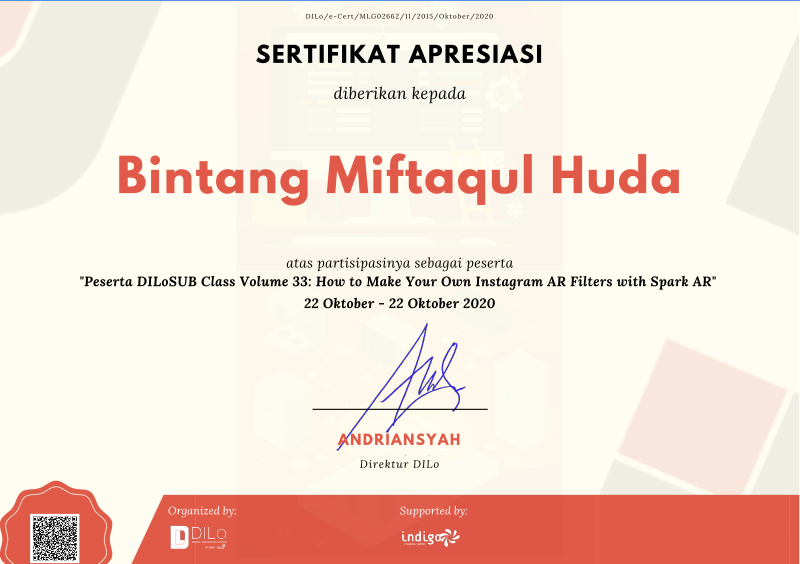 DILo/e-Cert/MLG02662/11/2015/Oktober/2020
SERTIFIKAT APRESIASI
diberikan kepada
Bintang Miftaqul Huda
atas partisipasinya sebagai peserta
"Peserta DILoSUB Class Volume 33: How to Make Your Own Instagram AR Filters with Spark AR"
22 Oktober - 22 Oktober 2020
ANDRIANSYAH
Direktur DILo
Organized by:
Supported by:
DILo
indigo